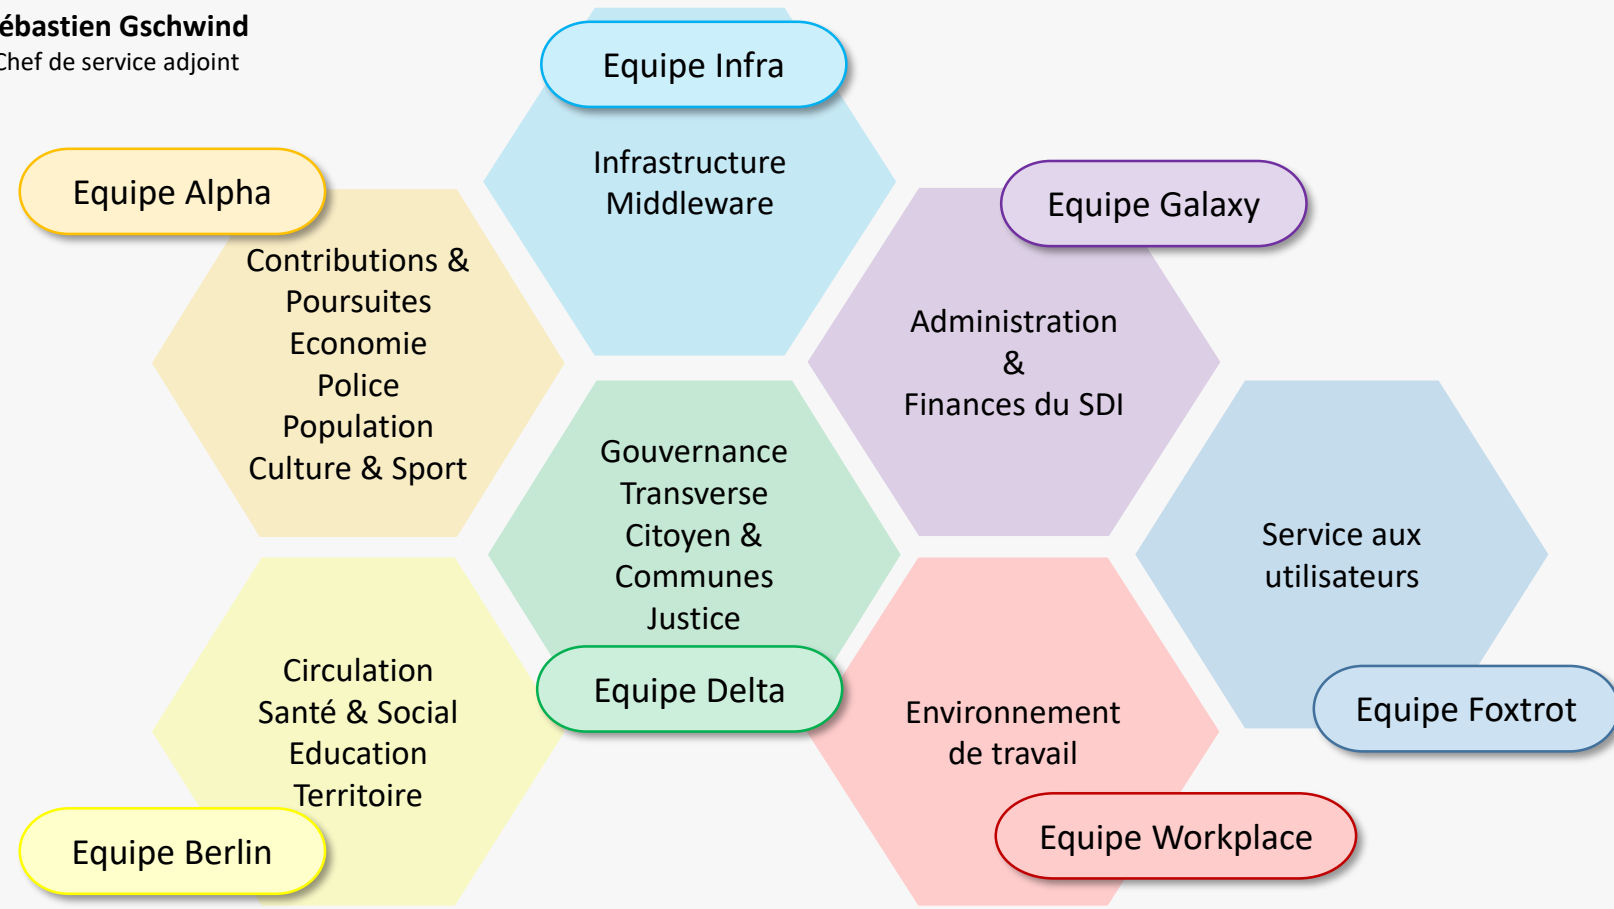 ébastien Gschwind
Chef de service adjoint
Equipe Infra
Infrastructure
Middleware
Equipe Alpha
Contributions &
Poursuites
Economie
Police
Population
Culture & Sport
Equipe Galaxy
Administration
&
Finances du SDI
Gouvernance
Transverse
Citoyen &
Communes
Justice
Equipe Delta
Service aux
utilisateurs
Equipe Foxtrot
Circulation
Santé & Social
Education
Territoire
Equipe Berlin
Environnement
de travail
Equipe Workplace